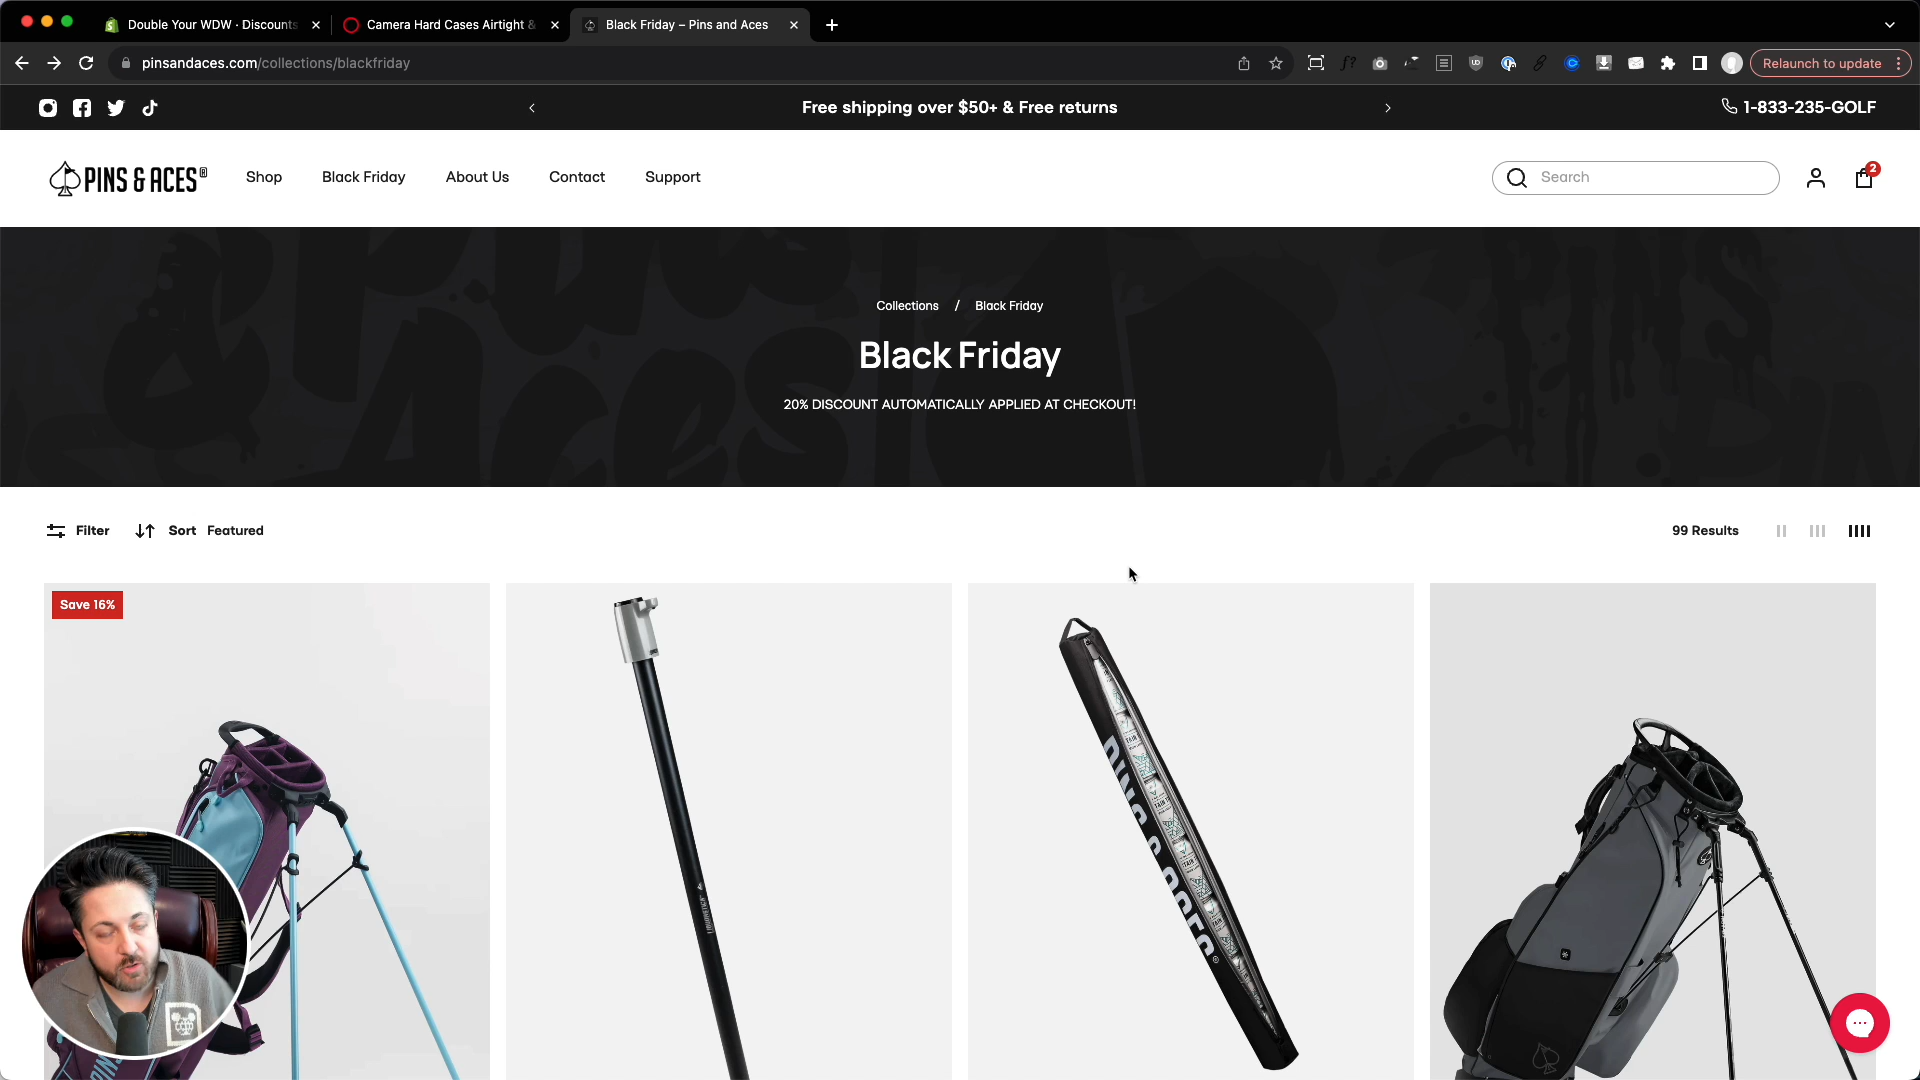 Double Your WDW · Discounts
Camera Hard Cases Airtight &
Black Friday – Pins and Aces
pinsandaces.com/collections/blackfriday
Relaunch to update
Free shipping over $50+ & Free returns
1-833-235-GOLF
PINS & ACES®
Shop
Black Friday
About Us
Contact
Support
Search
2
Collections / Black Friday
Black Friday
20% DISCOUNT AUTOMATICALLY APPLIED AT CHECKOUT!
Filter
Sort Featured
99 Results
Save 16%
PINS & ACES®